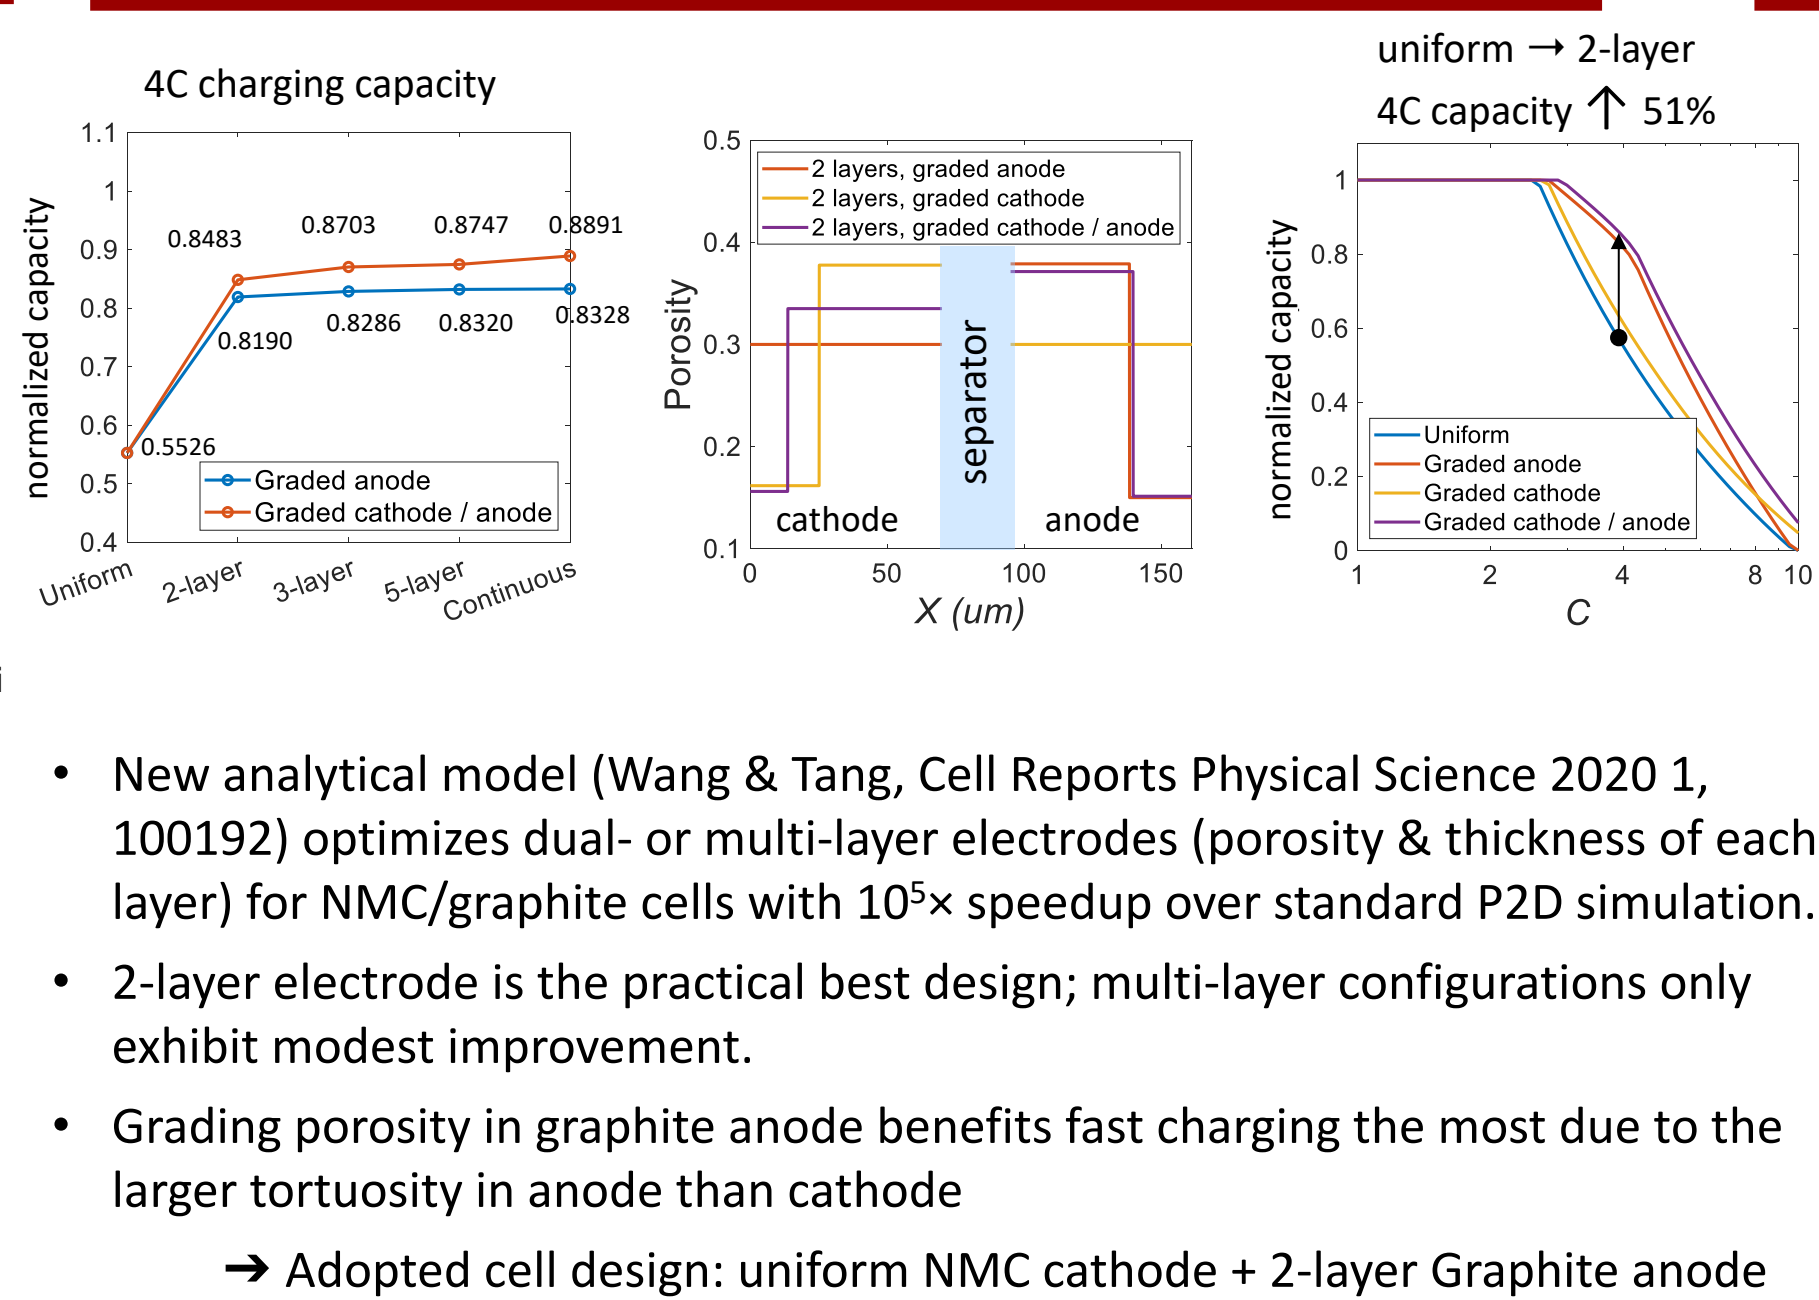 4C charging capacity
normalized capacity
1.1
1
0.9
0.8
0.7
0.6
0.5
0.4
0.8483
0.8703
0.8747
0.8891
0.8190
0.8286
0.8320
0.8328
0.5526
Graded anode
Graded cathode / anode
Uniform
2-layer
3-layer
5-layer
Continuous
Porosity
0.5
0.4
0.3
0.2
0.1
2 layers, graded anode
2 layers, graded cathode
2 layers, graded cathode / anode
separator
cathode
anode
0
50
100
150
X (um)
uniform → 2-layer
4C capacity ↑ 51%
normalized capacity
1
0.8
0.6
0.4
0.2
0
Uniform
Graded anode
Graded cathode
Graded cathode / anode
1
2
4
8
10
C
i
• New analytical model (Wang & Tang, Cell Reports Physical Science 2020 1,
100192) optimizes dual- or multi-layer electrodes (porosity & thickness of each
layer) for NMC/graphite cells with 10⁵× speedup over standard P2D simulation.
• 2-layer electrode is the practical best design; multi-layer configurations only
exhibit modest improvement.
• Grading porosity in graphite anode benefits fast charging the most due to the
larger tortuosity in anode than cathode
➔ Adopted cell design: uniform NMC cathode + 2-layer Graphite anode